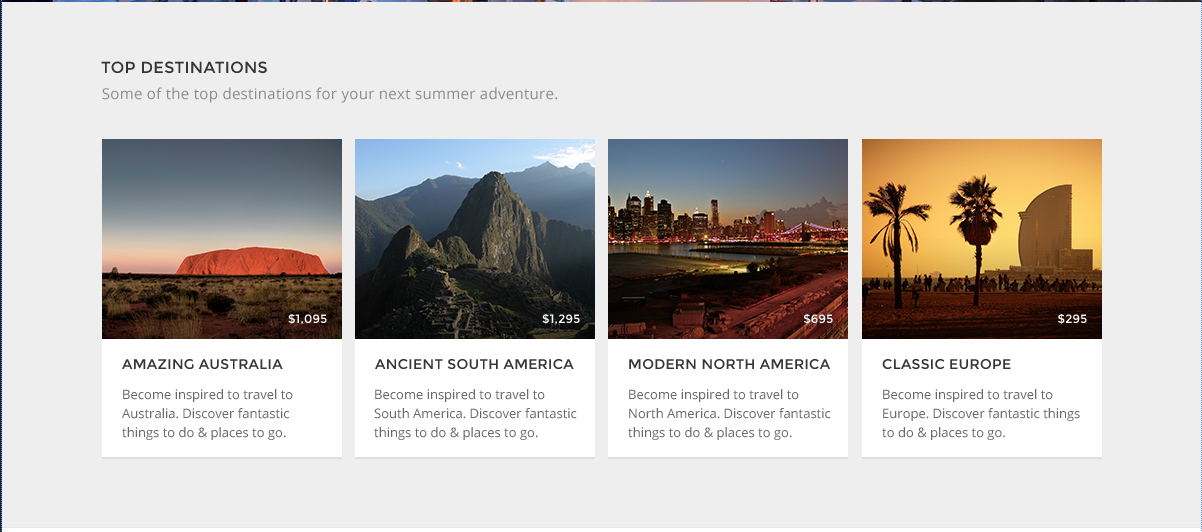 TOP DESTINATIONS
Some of the top destinations for your next summer adventure.
$1,095
AMAZING AUSTRALIA
Become inspired to travel to
Australia. Discover fantastic
things to do & places to go.
$1,295
ANCIENT SOUTH AMERICA
Become inspired to travel to
South America. Discover fantastic
things to do & places to go.
$695
MODERN NORTH AMERICA
Become inspired to travel to
North America. Discover fantastic
things to do & places to go.
$295
CLASSIC EUROPE
Become inspired to travel to
Europe. Discover fantastic things
to do & places to go.